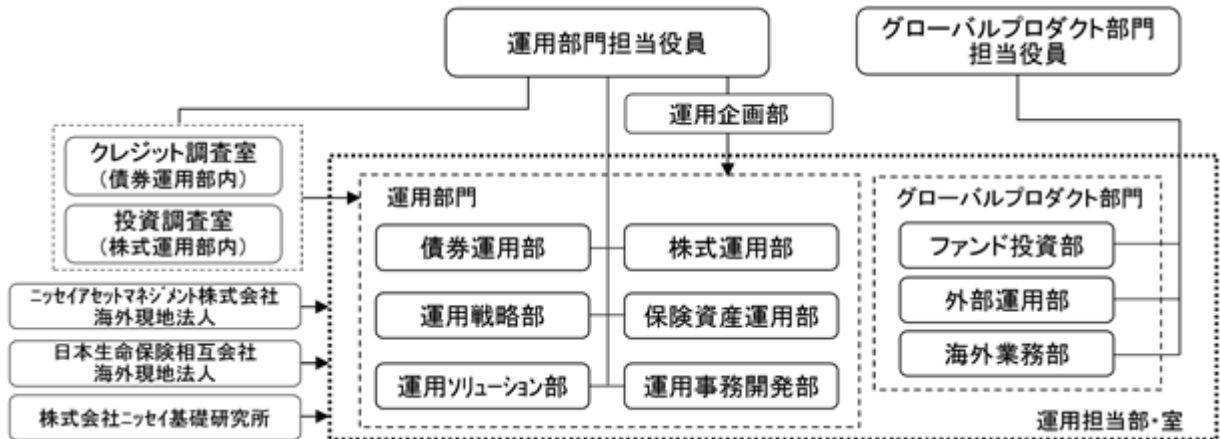 運用部門担当役員
グローバルプロダクト部門
担当役員
運用企画部
クレジット調査室
（債券運用部内）
投資調査室
（株式運用部内）
運用部門
債券運用部
株式運用部
運用戦略部
保険資産運用部
運用ソリューション部
運用事務開発部
グローバルプロダクト部門
ファンド投資部
外部運用部
海外業務部
ニッセイアセットマネジメント株式会社
海外現地法人
日本生命保険相互会社
海外現地法人
株式会社ニッセイ基礎研究所
運用担当部・室